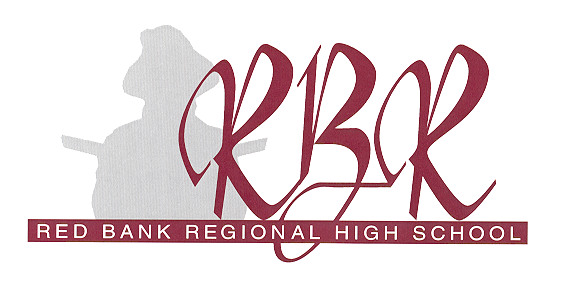 RBR
RED BANK REGIONAL HIGH SCHOOL